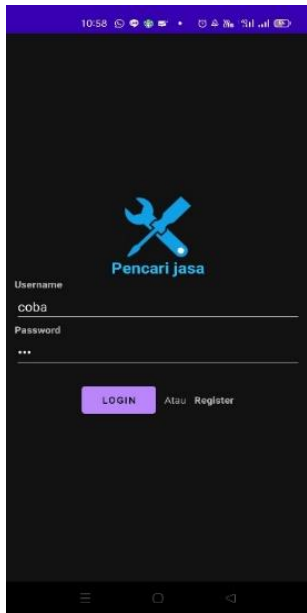 10:58
Pencari jasa
Username
coba
Password
•••
LOGIN Atau Register